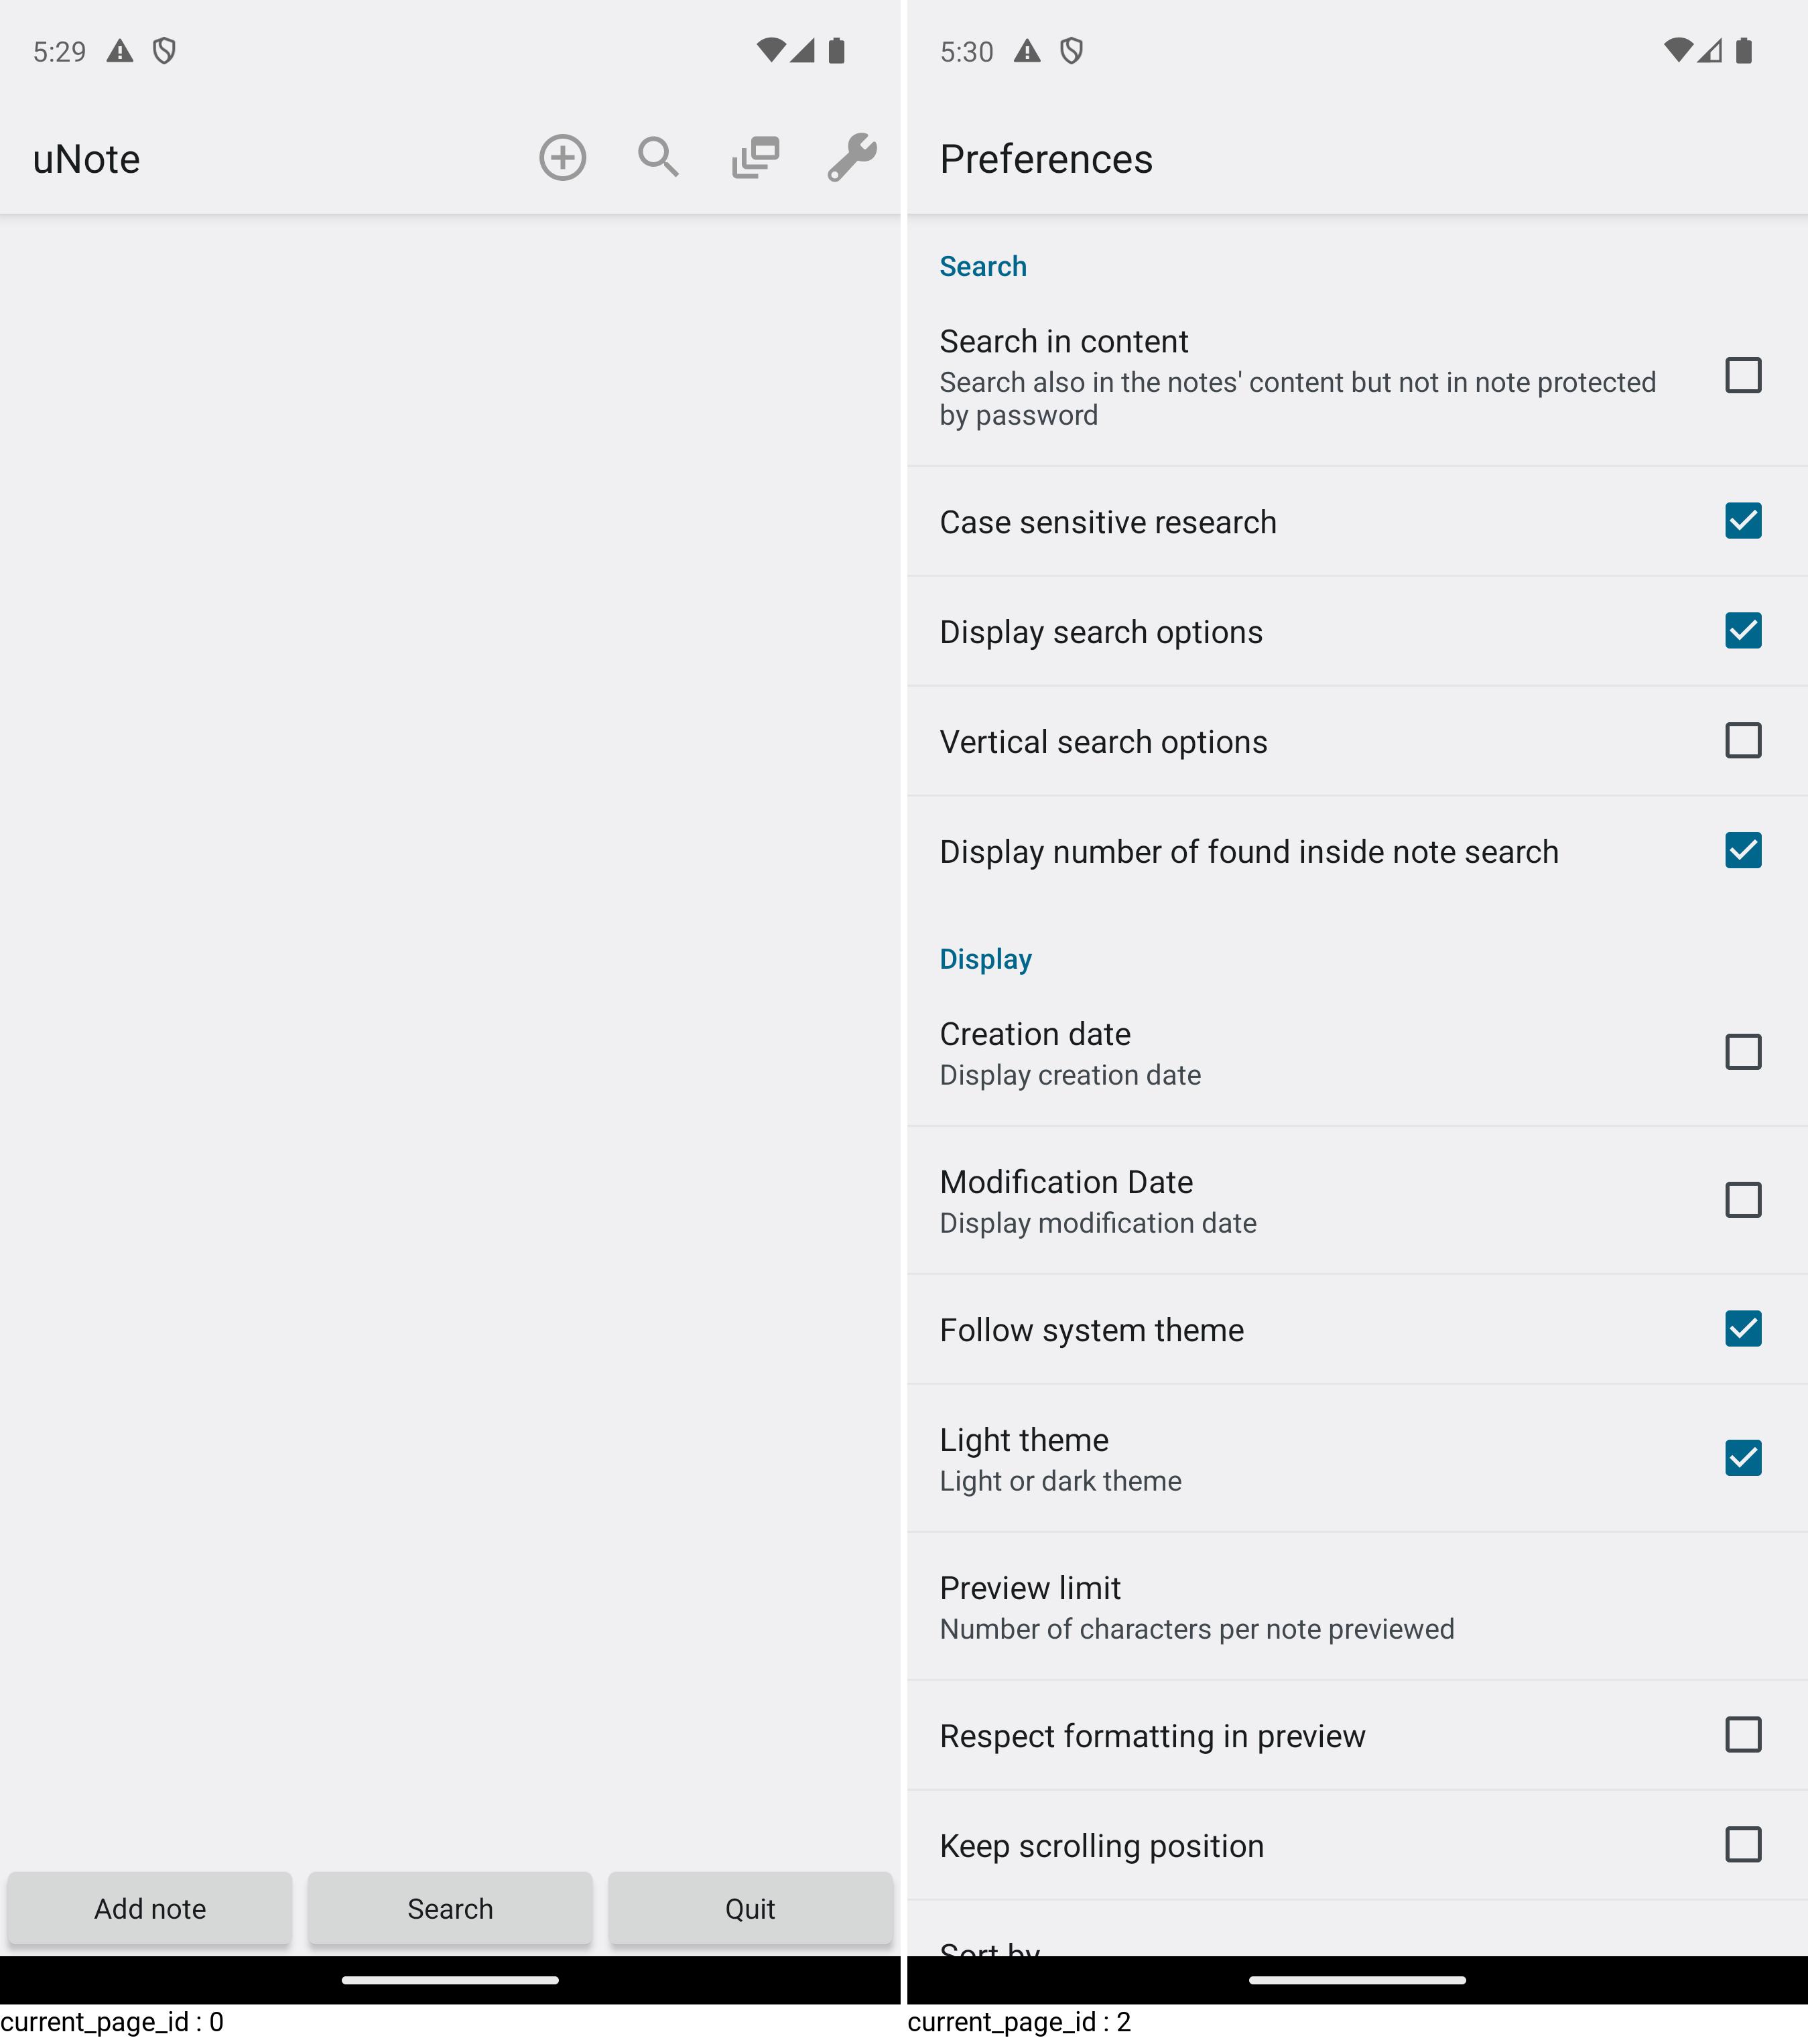 5:29
uNote
Add note
Search
Quit
current_page_id : 0
5:30
Preferences
Search
Search in content
Search also in the notes' content but not in note protected
by password
Case sensitive research
Display search options
Vertical search options
Display number of found inside note search
Display
Creation date
Display creation date
Modification Date
Display modification date
Follow system theme
Light theme
Light or dark theme
Preview limit
Number of characters per note previewed
Respect formatting in preview
Keep scrolling position
Sort by
current_page_id : 2